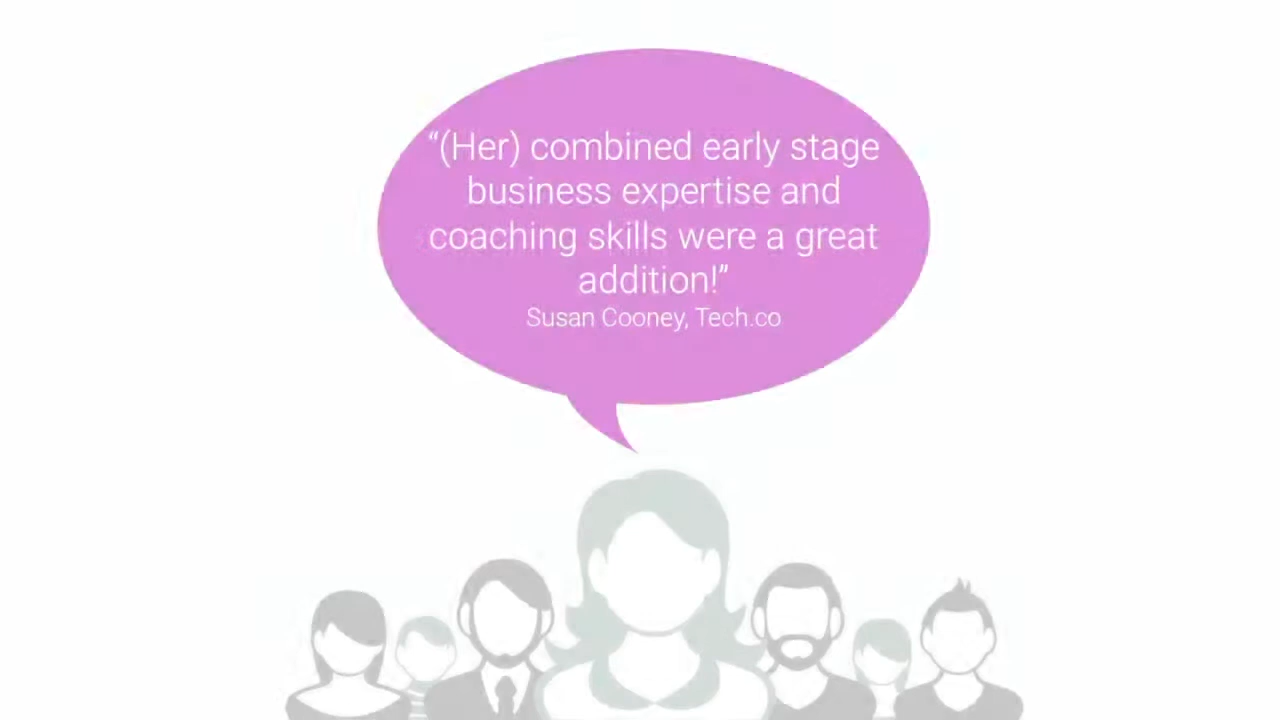 “(Her) combined early stage
business expertise and
coaching skills were a great
addition!”
Susan Cooney, Tech.co